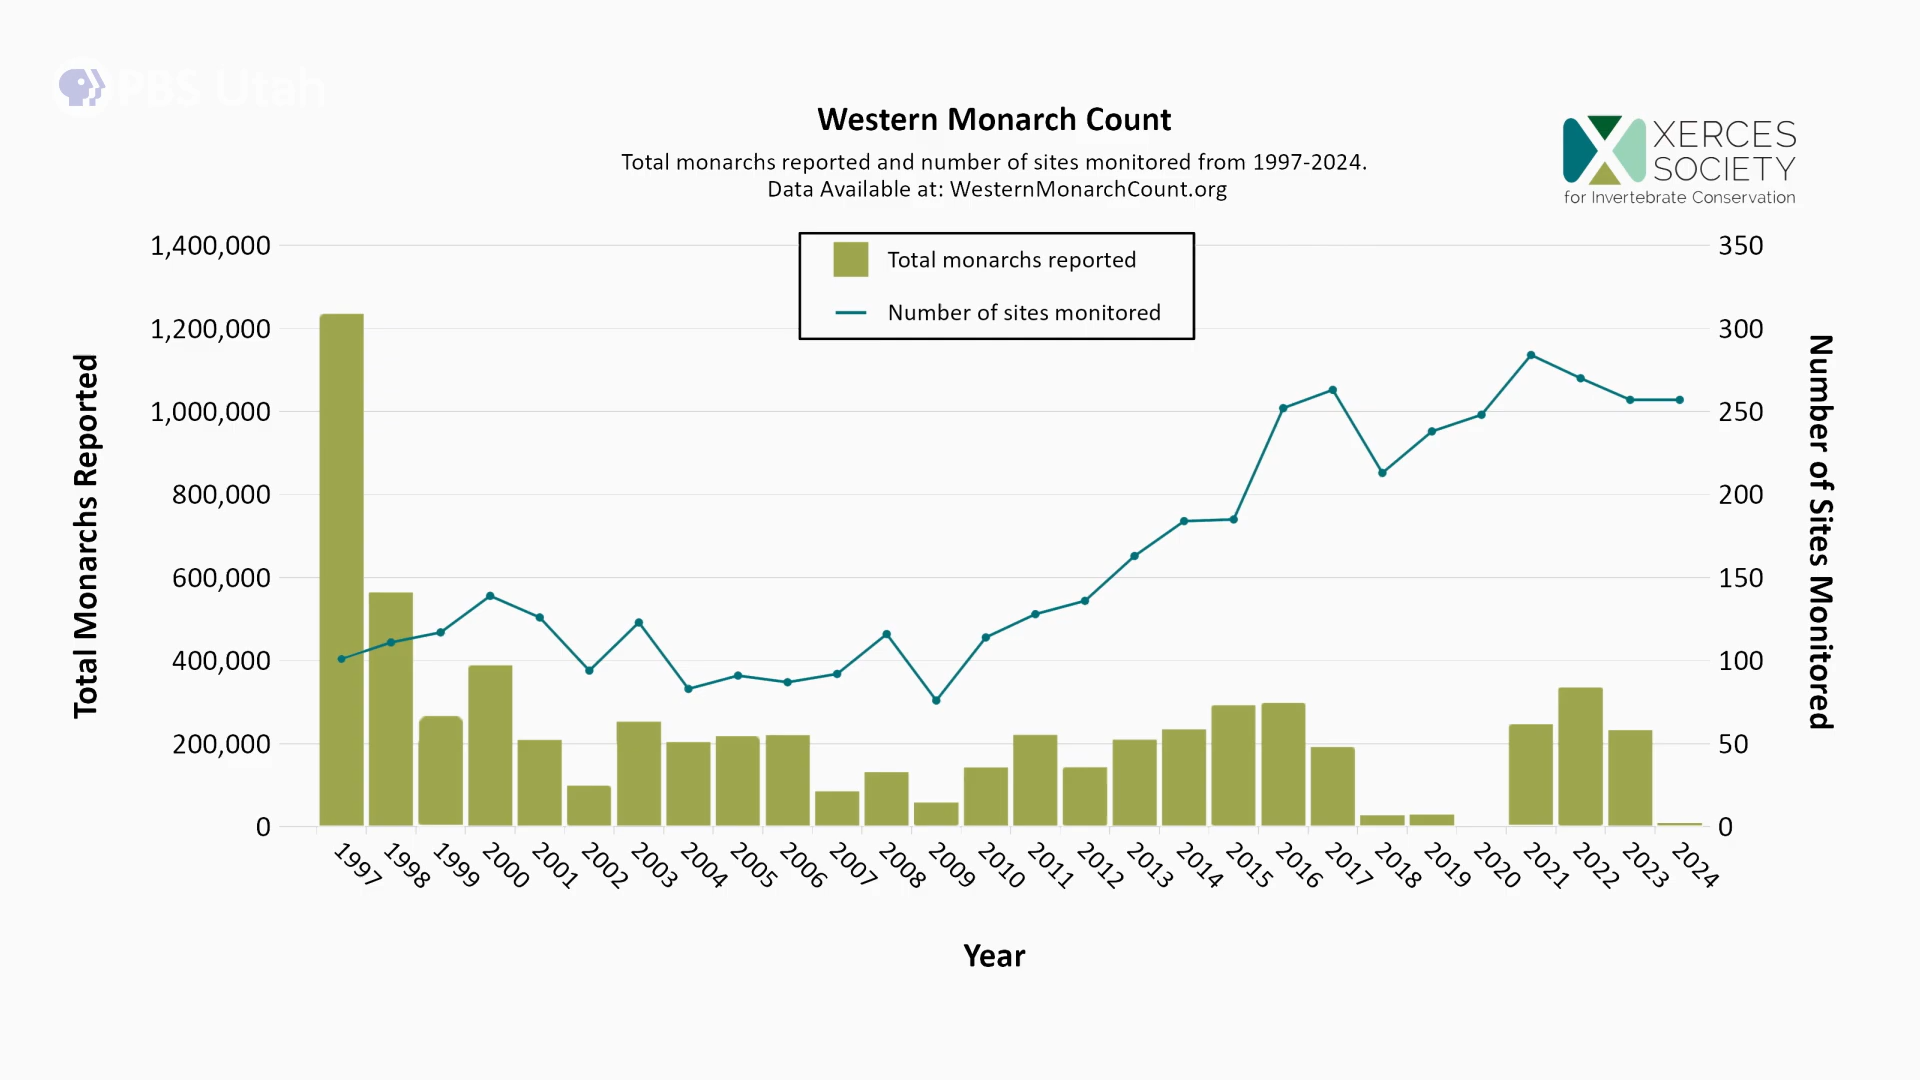 PBS Utah
Western Monarch Count
Total monarchs reported and number of sites monitored from 1997-2024.
Data Available at: WesternMonarchCount.org
XERCES
SOCIETY
for Invertebrate Conservation
Total monarchs reported
Number of sites monitored
Total Monarchs Reported
1,400,000
1,200,000
1,000,000
800,000
600,000
400,000
200,000
0
350
300
250
200
150
100
50
0
Number of Sites Monitored
1997 1998 1999 2000 2001 2002 2003 2004 2005 2006 2007 2008 2009 2010 2011 2012 2013 2014 2015 2016 2017 2018 2019 2020 2021 2022 2023 2024
Year